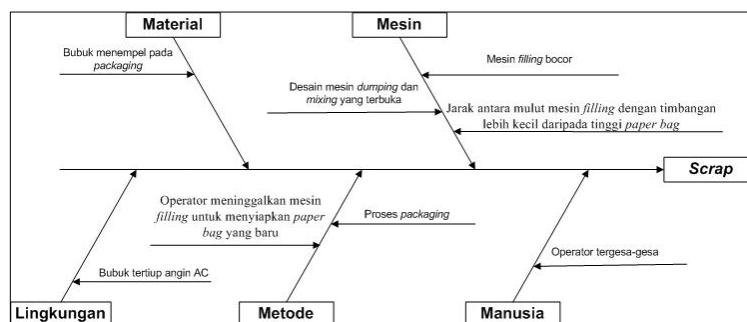 Material
Mesin
Bubuk menempel pada
packaging
Mesin filling bocor
Desain mesin dumping dan
mixing yang terbuka
Jarak antara mulut mesin filling dengan timbangan
lebih kecil daripada tinggi paper bag
Scrap
Operator meninggalkan mesin
filling untuk menyiapkan paper
bag yang baru
Proses packaging
Bubuk tertiup angin AC
Operator tergesa-gesa
Lingkungan
Metode
Manusia